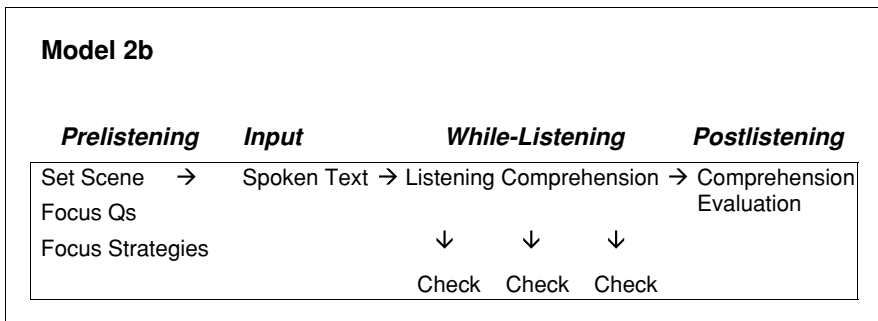 Model 2b
Prelistening Input While-Listening Postlistening
Set Scene → Spoken Text → Listening Comprehension → Comprehension
Focus Qs Evaluation
Focus Strategies ↓ ↓ ↓
Check Check Check